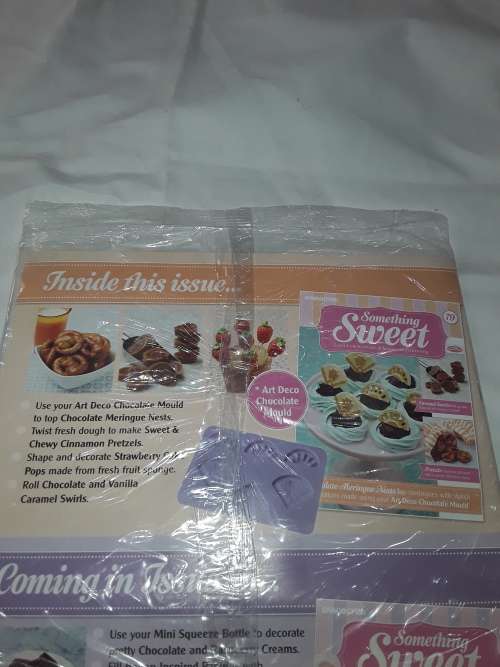 Inside this issue...
Use your Art Deco Chocolate Mould
to top Chocolate Meringue Nests.
Twist fresh dough to make Sweet &
Chewy Cinnamon Pretzels.
Shape and decorate Strawberry
Pops made from fresh fruit sponge.
Roll Chocolate and Vanilla
Caramel Swirls.
* Art Deco
Chocolate
Mould
Something
Sweet
79
Coming in
Use your Mini Squeeze Bottle to decorate
pretty Chocolate and Creams.
Something
Sweet